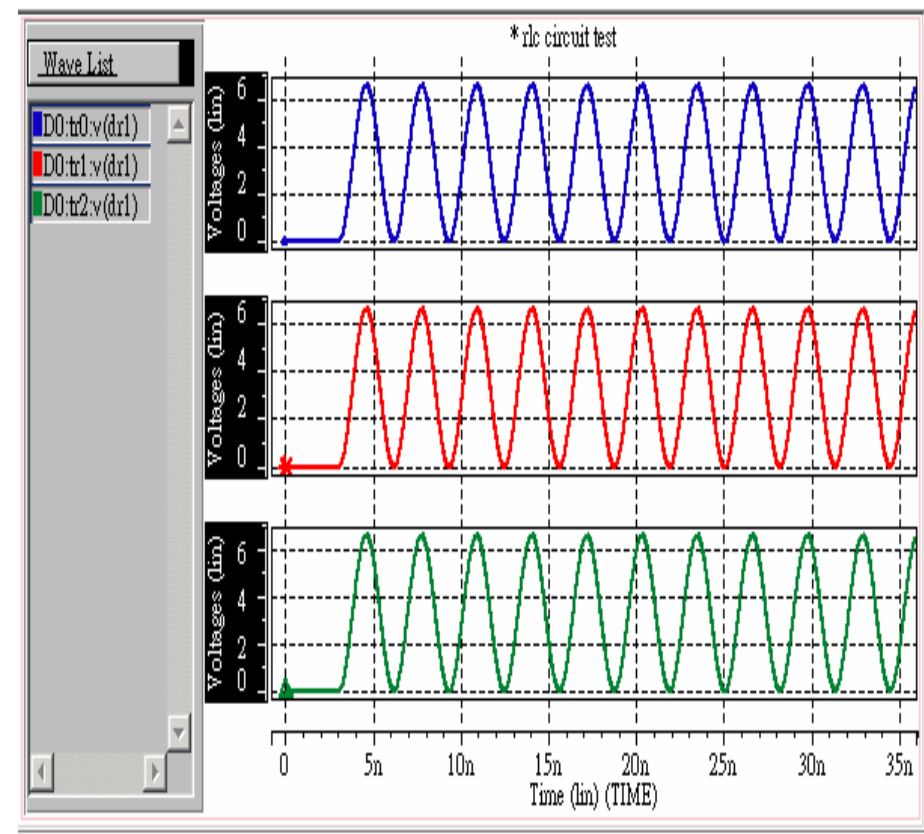 * rlc circuit test
Wave List
D0:tr0:v(dr1)
D0:tr1:v(dr1)
D0:tr2:v(dr1)
Voltages (lin)
6
4
2
0
Voltages (lin)
6
4
2
0
Voltages (lin)
6
4
2
0
0 5n 10n 15n 20n 25n 30n 35n
Time (lin) (TIME)